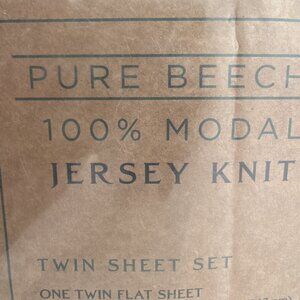 PURE BEECH
100% MODAL
JERSEY KNIT
TWIN SHEET SET
ONE TWIN FLAT SHEET